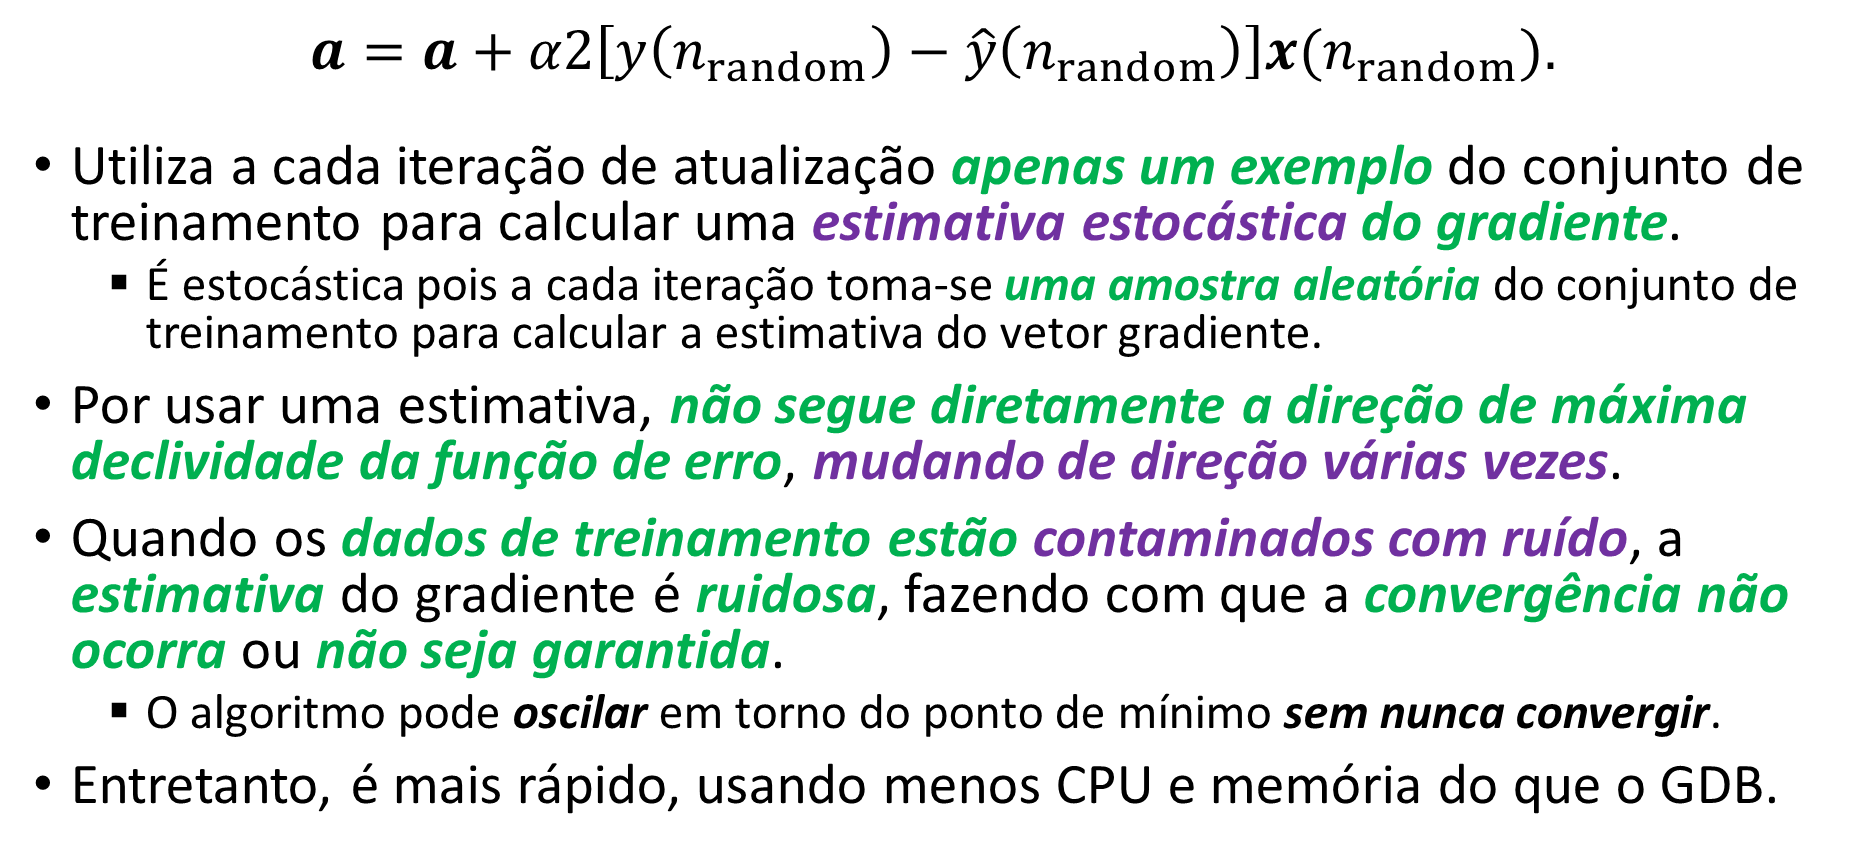 𝒂 = 𝒂 + α2[y(n_random) − ŷ(n_random)]𝒙(n_random).
• Utiliza a cada iteração de atualização apenas um exemplo do conjunto de
treinamento para calcular uma estimativa estocástica do gradiente.
▪ É estocástica pois a cada iteração toma-se uma amostra aleatória do conjunto de
treinamento para calcular a estimativa do vetor gradiente.
• Por usar uma estimativa, não segue diretamente a direção de máxima
declividade da função de erro, mudando de direção várias vezes.
• Quando os dados de treinamento estão contaminados com ruído, a
estimativa do gradiente é ruidosa, fazendo com que a convergência não
ocorra ou não seja garantida.
▪ O algoritmo pode oscilar em torno do ponto de mínimo sem nunca convergir.
• Entretanto, é mais rápido, usando menos CPU e memória do que o GDB.